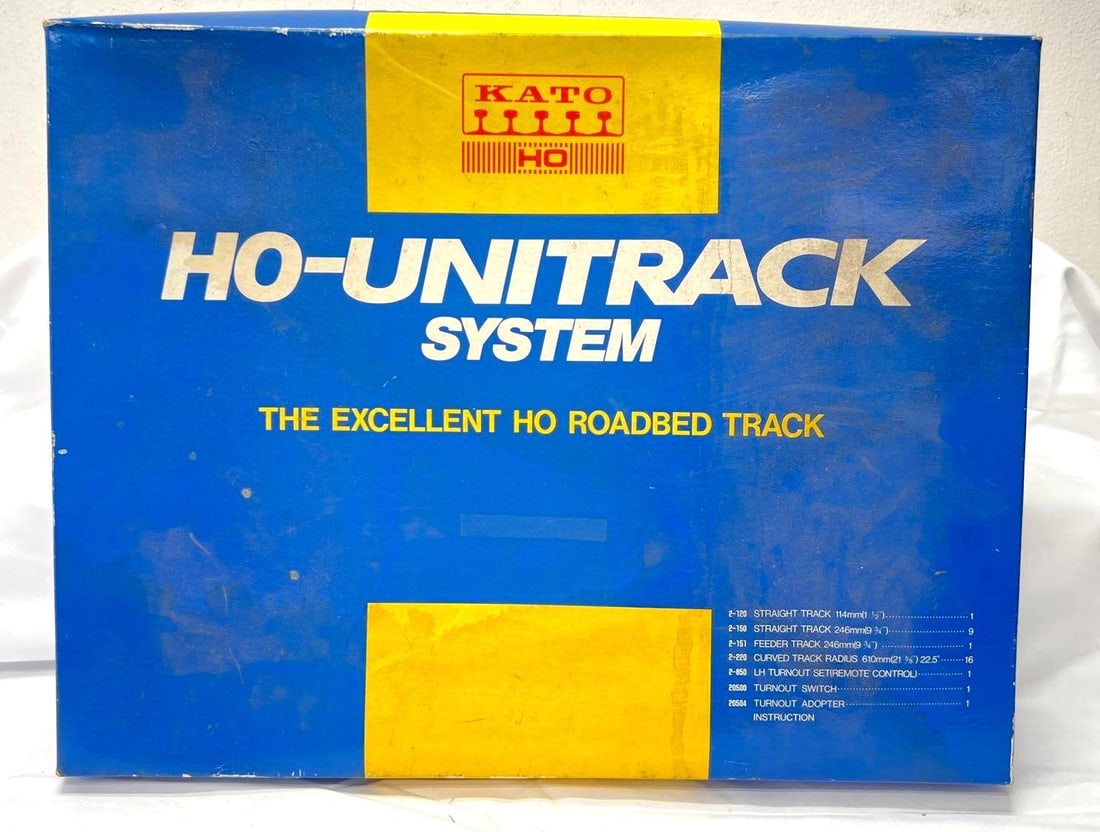 KATO
HO
HO-UNITRACK
SYSTEM
THE EXCELLENT HO ROADBED TRACK
2-120 STRAIGHT TRACK 114mm(1 ½")........................1
2-150 STRAIGHT TRACK 246mm(9 ¾")........................9
2-151 FEEDER TRACK 246mm(9 ¾")........................1
2-220 CURVED TRACK RADIUS 610mm(21 ⅝") 22.5°........16
2-850 LH TURNOUT SET(REMOTE CONTROL)............1
20500 TURNOUT SWITCH........................1
20504 TURNOUT ADOPTER........................1
INSTRUCTION